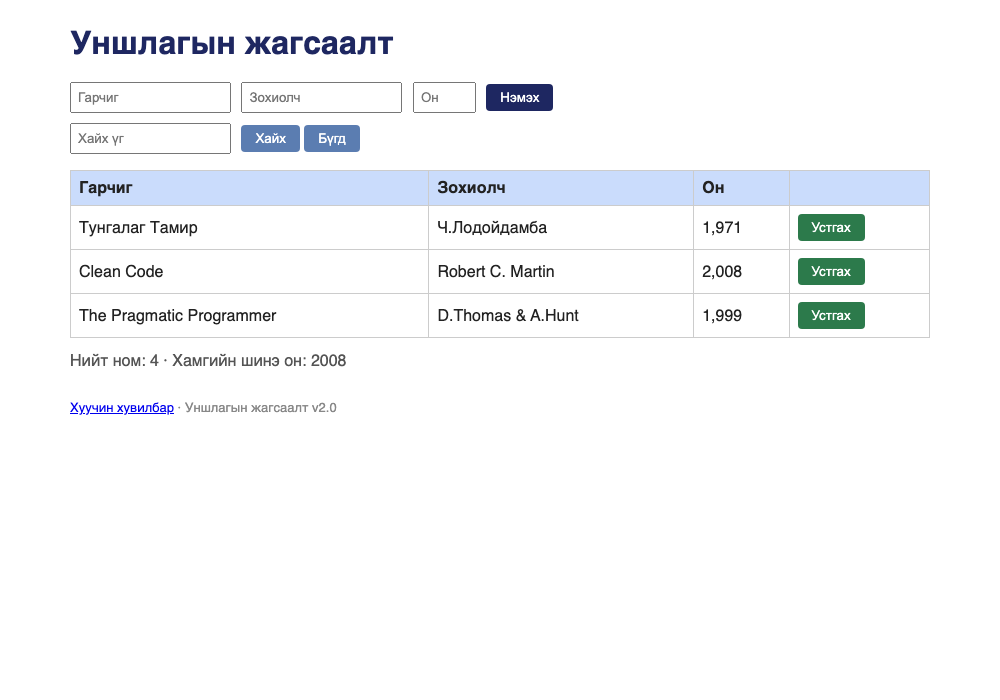 Уншлагын жагсаалт
Гарчиг Зохиолч Он Нэмэх
Хайх үг Хайх Бүгд
Гарчиг Зохиолч Он
Тунгалаг Тамир Ч.Лодойдамба 1,971 Устгах
Clean Code Robert C. Martin 2,008 Устгах
The Pragmatic Programmer D.Thomas & A.Hunt 1,999 Устгах
Нийт ном: 4 · Хамгийн шинэ он: 2008
Хуучин хувилбар · Уншлагын жагсаалт v2.0